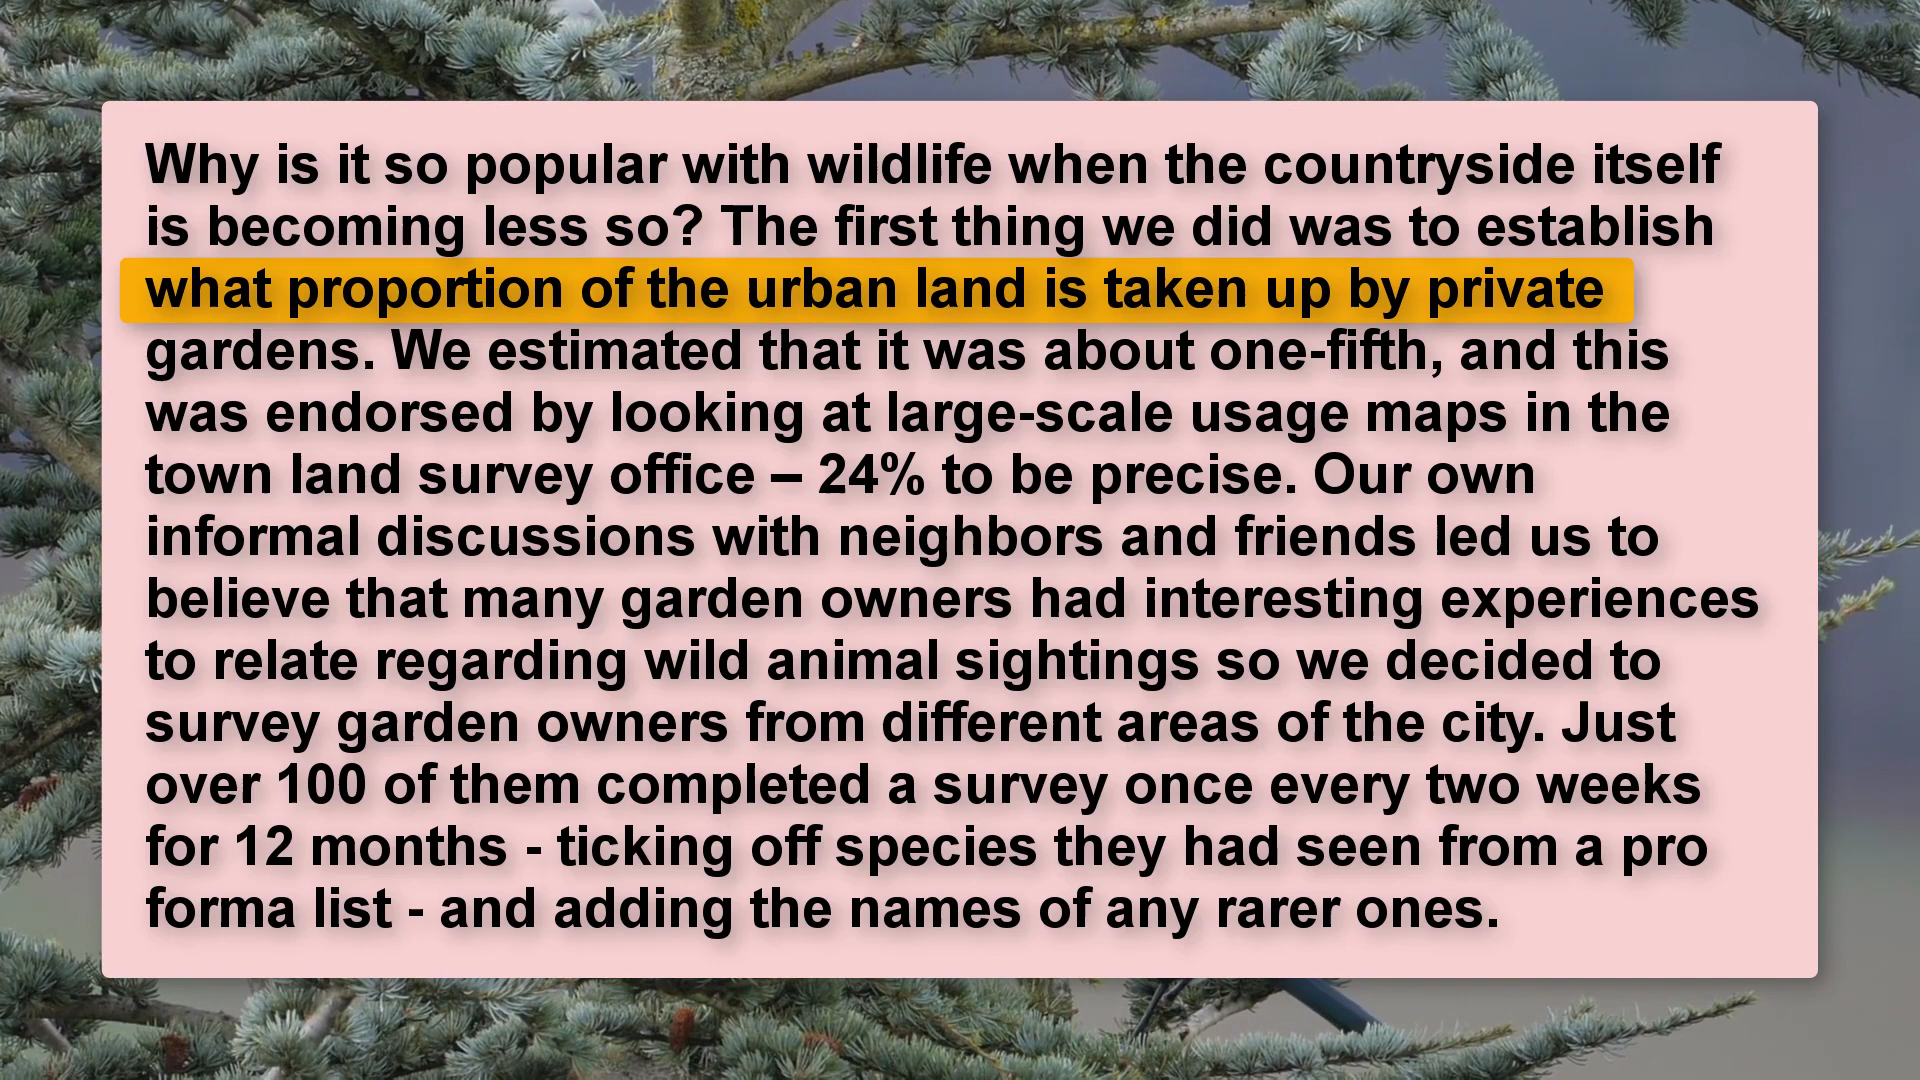 Why is it so popular with wildlife when the countryside itself
is becoming less so? The first thing we did was to establish
what proportion of the urban land is taken up by private
gardens. We estimated that it was about one-fifth, and this
was endorsed by looking at large-scale usage maps in the
town land survey office – 24% to be precise. Our own
informal discussions with neighbors and friends led us to
believe that many garden owners had interesting experiences
to relate regarding wild animal sightings so we decided to
survey garden owners from different areas of the city. Just
over 100 of them completed a survey once every two weeks
for 12 months - ticking off species they had seen from a pro
forma list - and adding the names of any rarer ones.